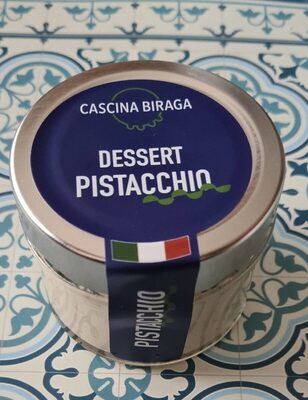 CASCINA BIRAGA
DESSERT
PISTACCHIO
PISTACCHIO